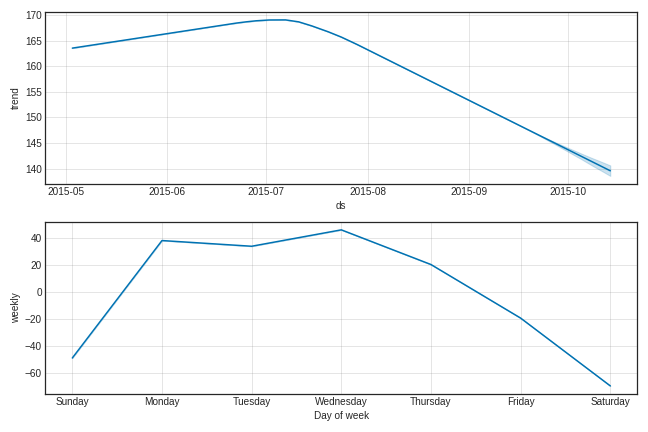 170
165
160
155
150
145
140
trend
2015-05 2015-06 2015-07 2015-08 2015-09 2015-10
ds
40
20
0
−20
−40
−60
weekly
Sunday Monday Tuesday Wednesday Thursday Friday Saturday
Day of week